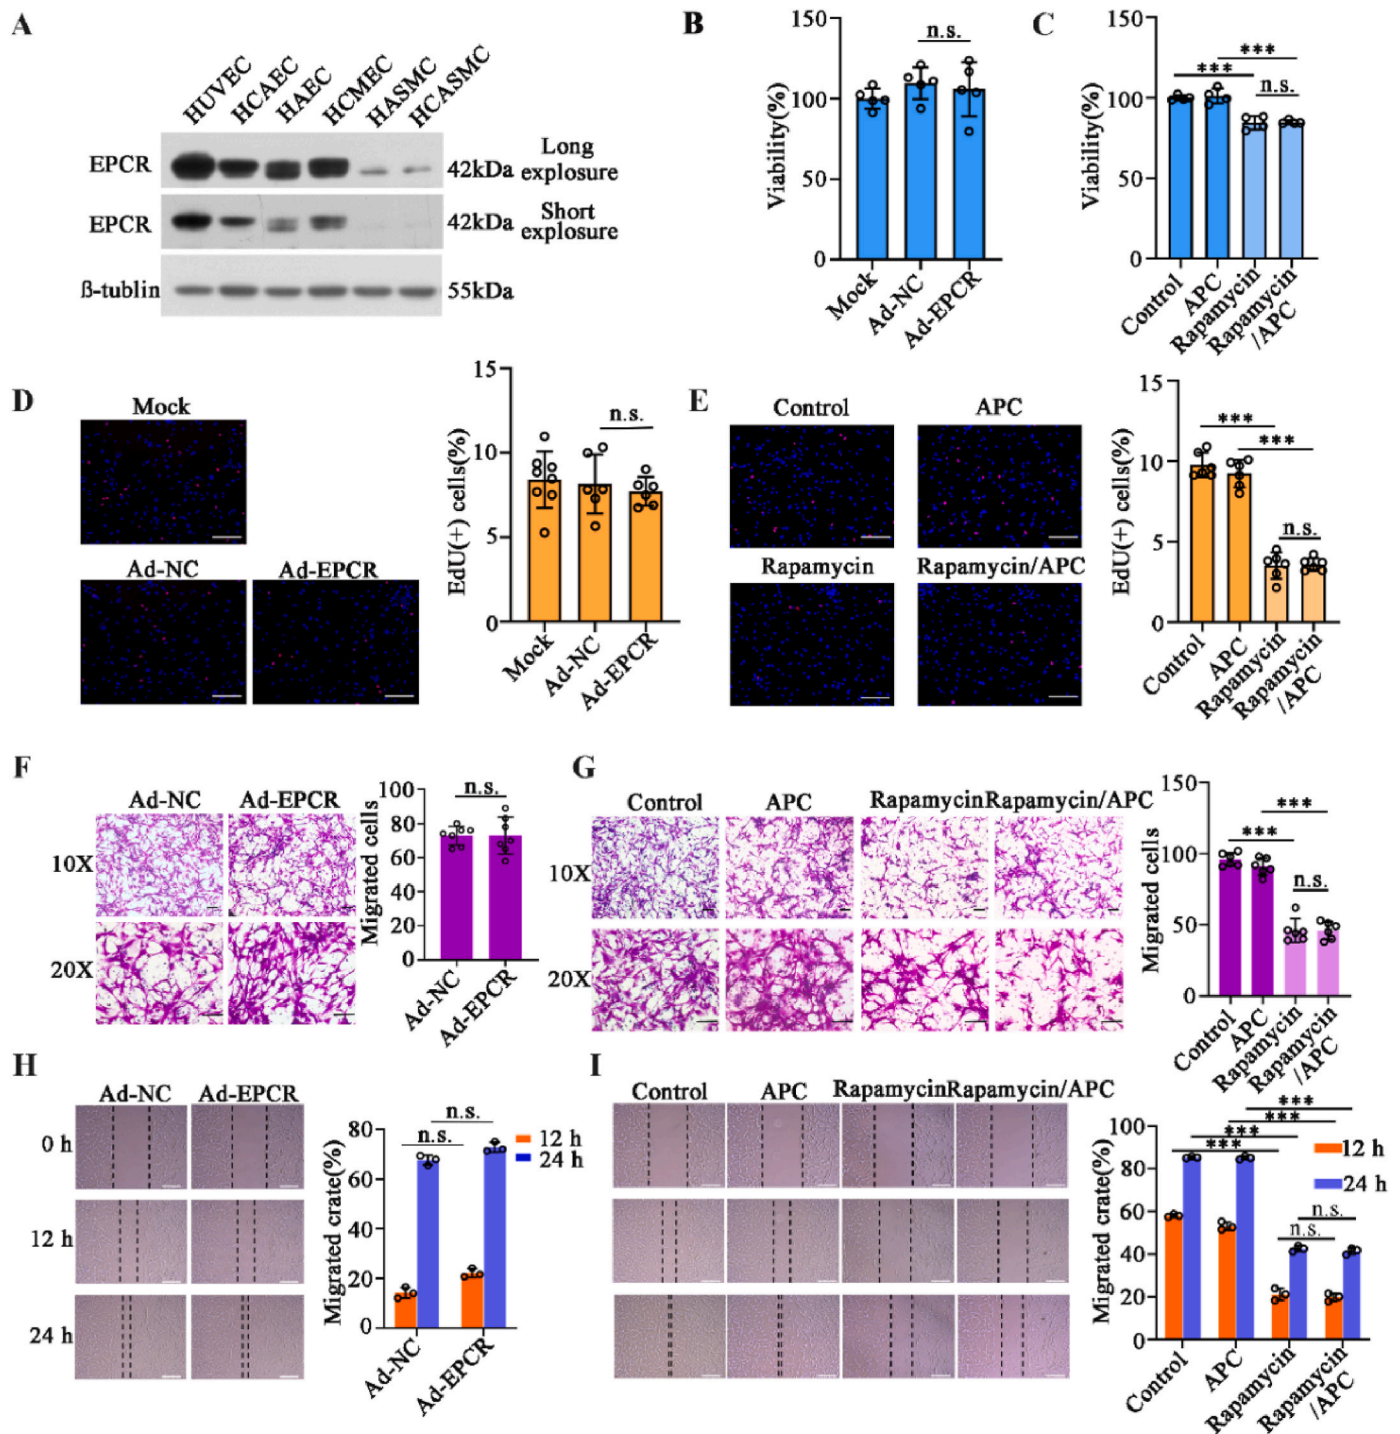 A
HUVEC
HCAEC
HAEC
HCMEC
HASMC
HCASMC
EPCR
42kDa
Long
explosure
EPCR
42kDa
Short
explosure
ß-tublin
55kDa
B
Viability(%)
150
100
50
0
n.s.
Mock
Ad-NC
Ad-EPCR
C
Viability(%)
150
100
50
0
***
***
n.s.
Control
APC
Rapamycin
Rapamycin
/APC
D
Mock
Ad-NC
Ad-EPCR
EdU(+) cells(%)
15
10
5
0
n.s.
Mock
Ad-NC
Ad-EPCR
E
Control
APC
Rapamycin
Rapamycin/APC
EdU(+) cells(%)
15
10
5
0
***
***
n.s.
Control
APC
Rapamycin
Rapamycin
/APC
F
Ad-NC
Ad-EPCR
10X
20X
Migrated cells
100
80
60
40
20
0
n.s.
Ad-NC
Ad-EPCR
G
Control
APC
Rapamycin
Rapamycin/APC
10X
20X
Migrated cells
150
100
50
0
***
***
n.s.
Control
APC
Rapamycin
Rapamycin
/APC
H
Ad-NC
Ad-EPCR
0 h
12 h
24 h
Migrated crate(%)
80
60
40
20
0
n.s.
n.s.
12 h
24 h
Ad-NC
Ad-EPCR
I
Control
APC
Rapamycin
Rapamycin/APC
Migrated crate(%)
100
80
60
40
20
0
***
***
***
***
n.s.
n.s.
12 h
24 h
Control
APC
Rapamycin
Rapamycin
/APC